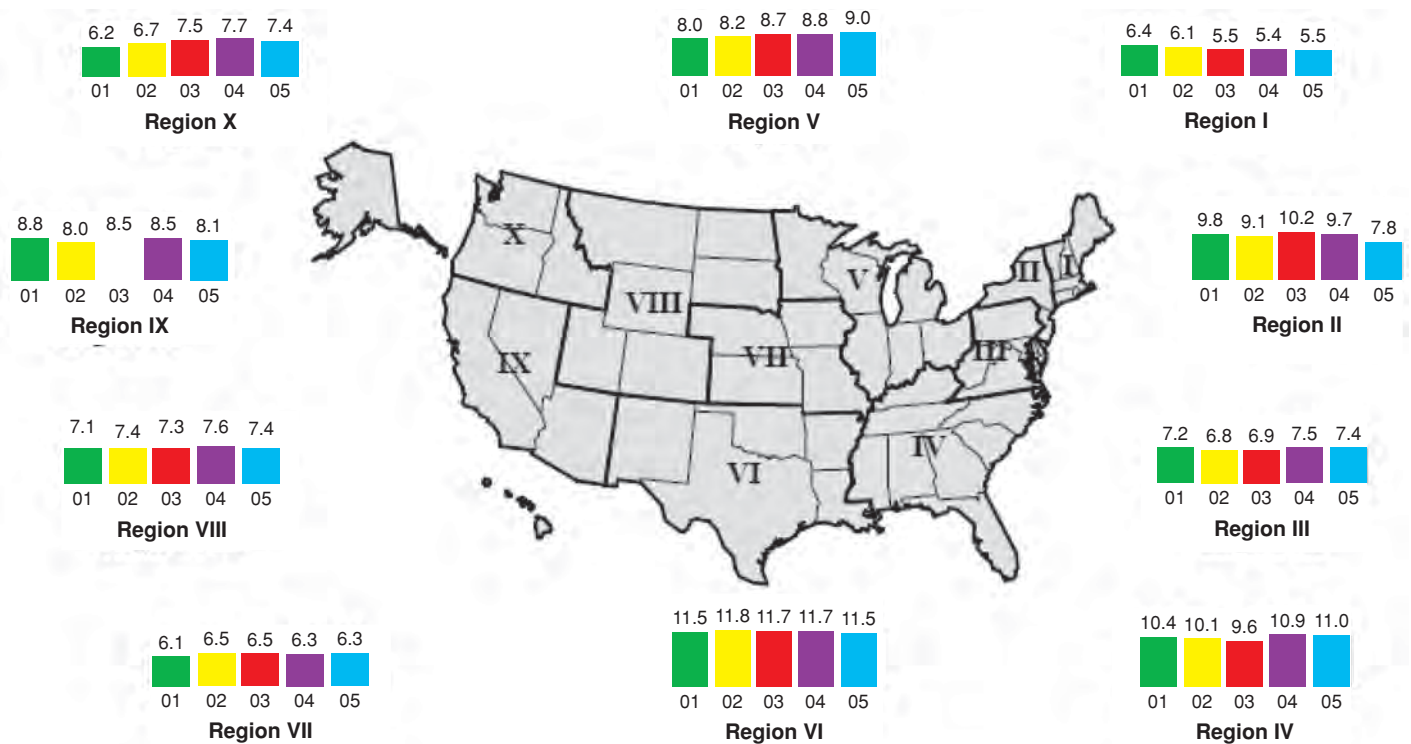 6.2 6.7 7.5 7.7 7.4
01 02 03 04 05
Region X
8.0 8.2 8.7 8.8 9.0
01 02 03 04 05
Region V
6.4 6.1 5.5 5.4 5.5
01 02 03 04 05
Region I
8.8 8.0 8.5 8.5 8.1
01 02 03 04 05
Region IX
9.8 9.1 10.2 9.7 7.8
01 02 03 04 05
Region II
X
V
II
I
VIII
IX
VII
III
VI
IV
7.1 7.4 7.3 7.6 7.4
01 02 03 04 05
Region VIII
7.2 6.8 6.9 7.5 7.4
01 02 03 04 05
Region III
6.1 6.5 6.5 6.3 6.3
01 02 03 04 05
Region VII
11.5 11.8 11.7 11.7 11.5
01 02 03 04 05
Region VI
10.4 10.1 9.6 10.9 11.0
01 02 03 04 05
Region IV